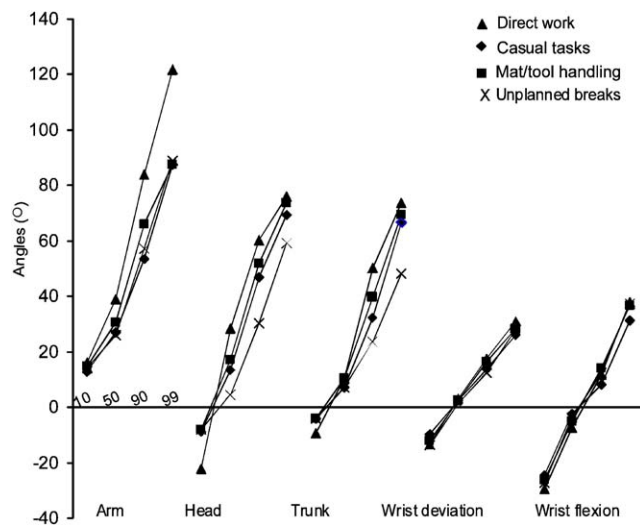 140
120
100
80
60
40
20
0
-20
-40
Angles (O)
Direct work
Casual tasks
Mat/tool handling
Unplanned breaks
10 50 90 99
Arm Head Trunk Wrist deviation Wrist flexion